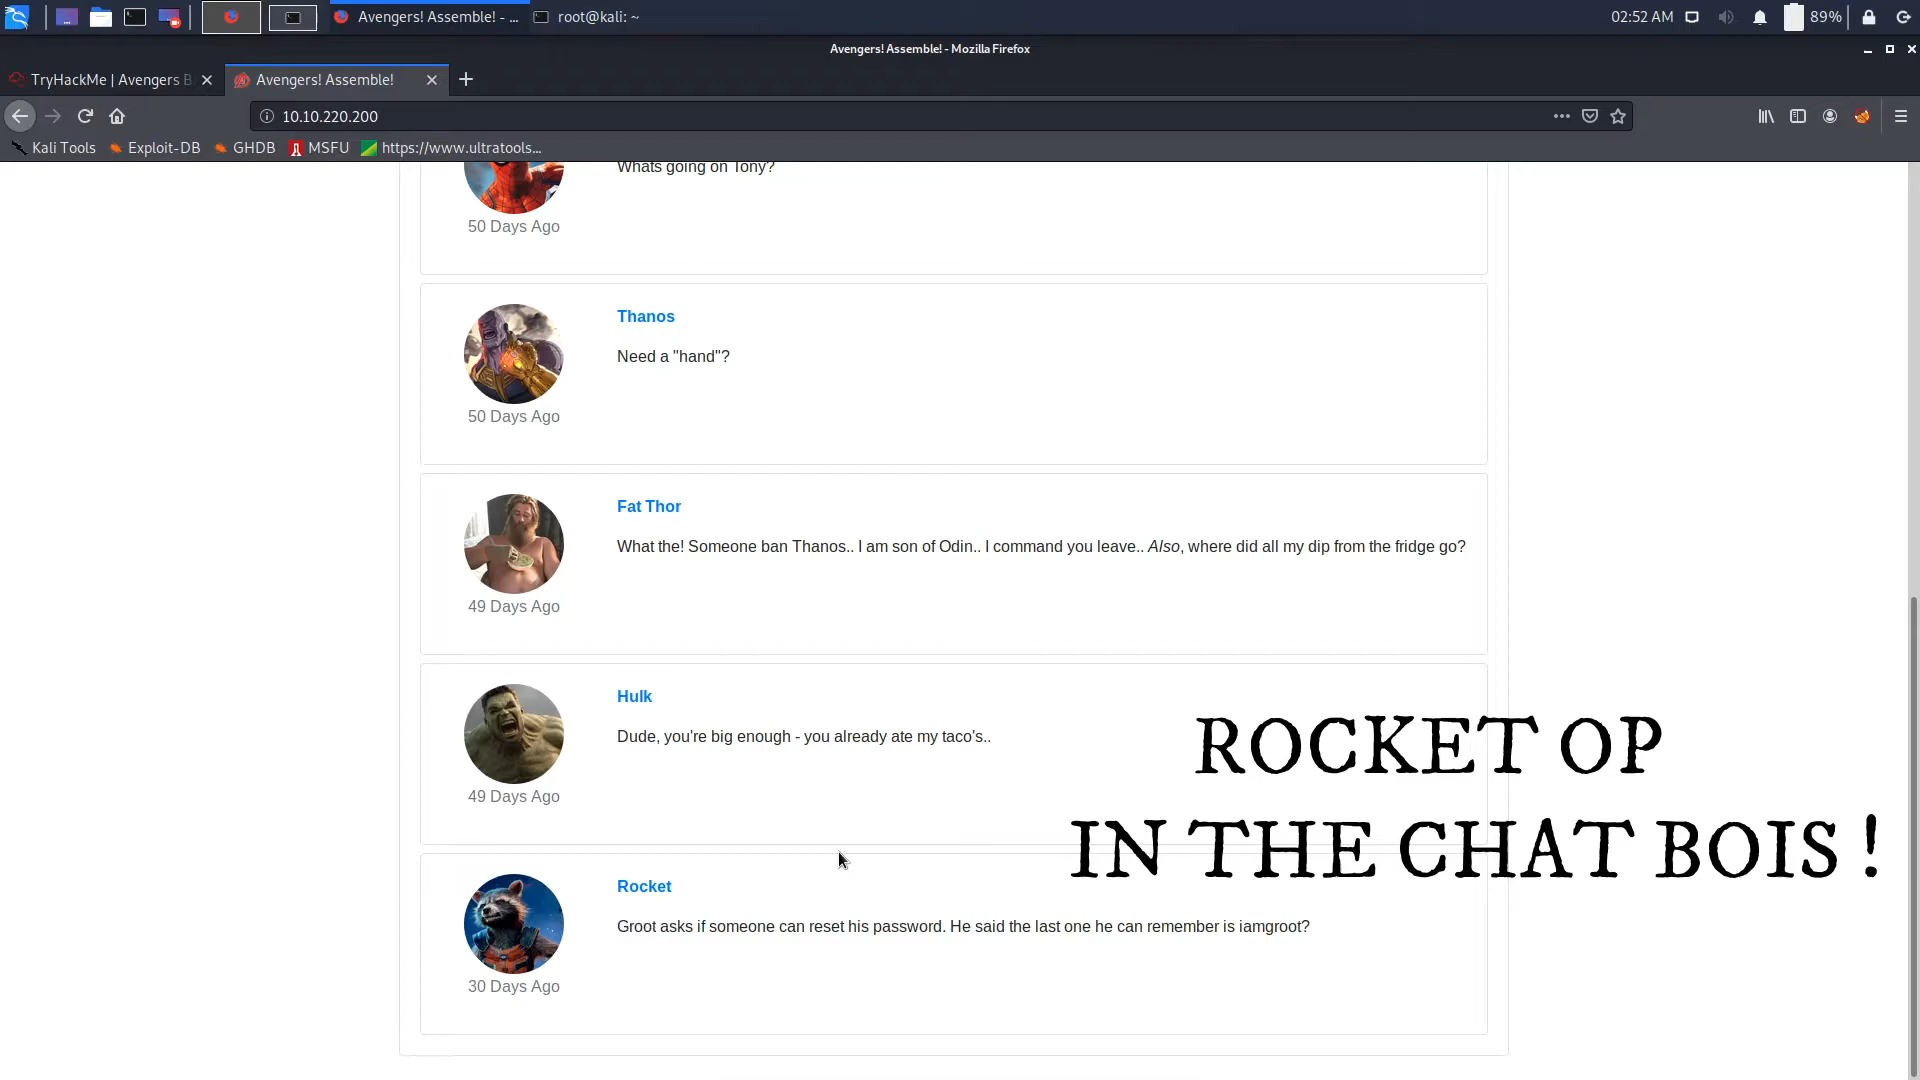 Avengers! Assemble! - ...
root@kali: ~
02:52 AM
89%
Avengers! Assemble! - Mozilla Firefox
TryHackMe | Avengers B
Avengers! Assemble!
10.10.220.200
Kali Tools
Exploit-DB
GHDB
MSFU
https://www.ultratools...
Whats going on Tony?
50 Days Ago
Thanos
Need a "hand"?
50 Days Ago
Fat Thor
What the! Someone ban Thanos.. I am son of Odin.. I command you leave.. Also, where did all my dip from the fridge go?
49 Days Ago
Hulk
Dude, you're big enough - you already ate my taco's..
49 Days Ago
ROCKET OP
IN THE CHAT BOIS !
Rocket
Groot asks if someone can reset his password. He said the last one he can remember is iamgroot?
30 Days Ago